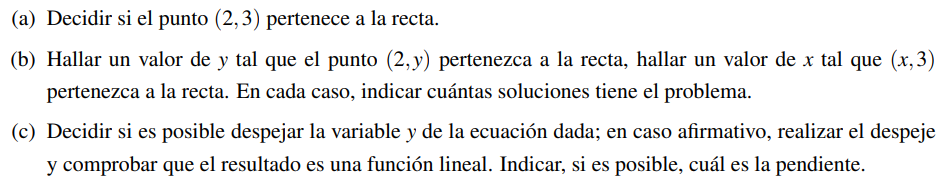 (a) Decidir si el punto (2,3) pertenece a la recta.
(b) Hallar un valor de y tal que el punto (2,y) pertenezca a la recta, hallar un valor de x tal que (x,3)
pertenezca a la recta. En cada caso, indicar cuántas soluciones tiene el problema.
(c) Decidir si es posible despejar la variable y de la ecuación dada; en caso afirmativo, realizar el despeje
y comprobar que el resultado es una función lineal. Indicar, si es posible, cuál es la pendiente.